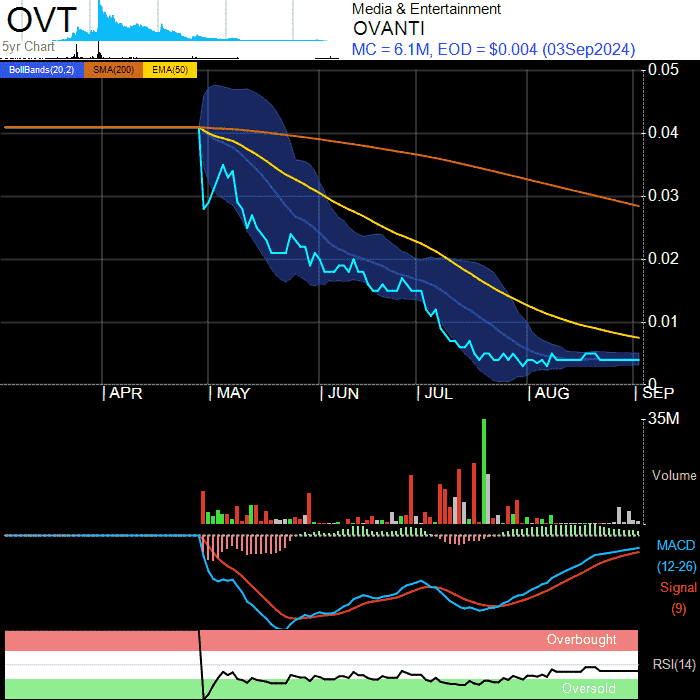 OVT
5yr Chart
Media & Entertainment
OVANTI
MC = 6.1M, EOD = $0.004 (03Sep2024)
BollBands(20,2) SMA(200) EMA(50)
0.05
0.04
0.03
0.02
0.01
0
APR MAY JUN JUL AUG SEP
35M
Volume
MACD
(12-26)
Signal
(9)
Overbought
RSI(14)
Oversold